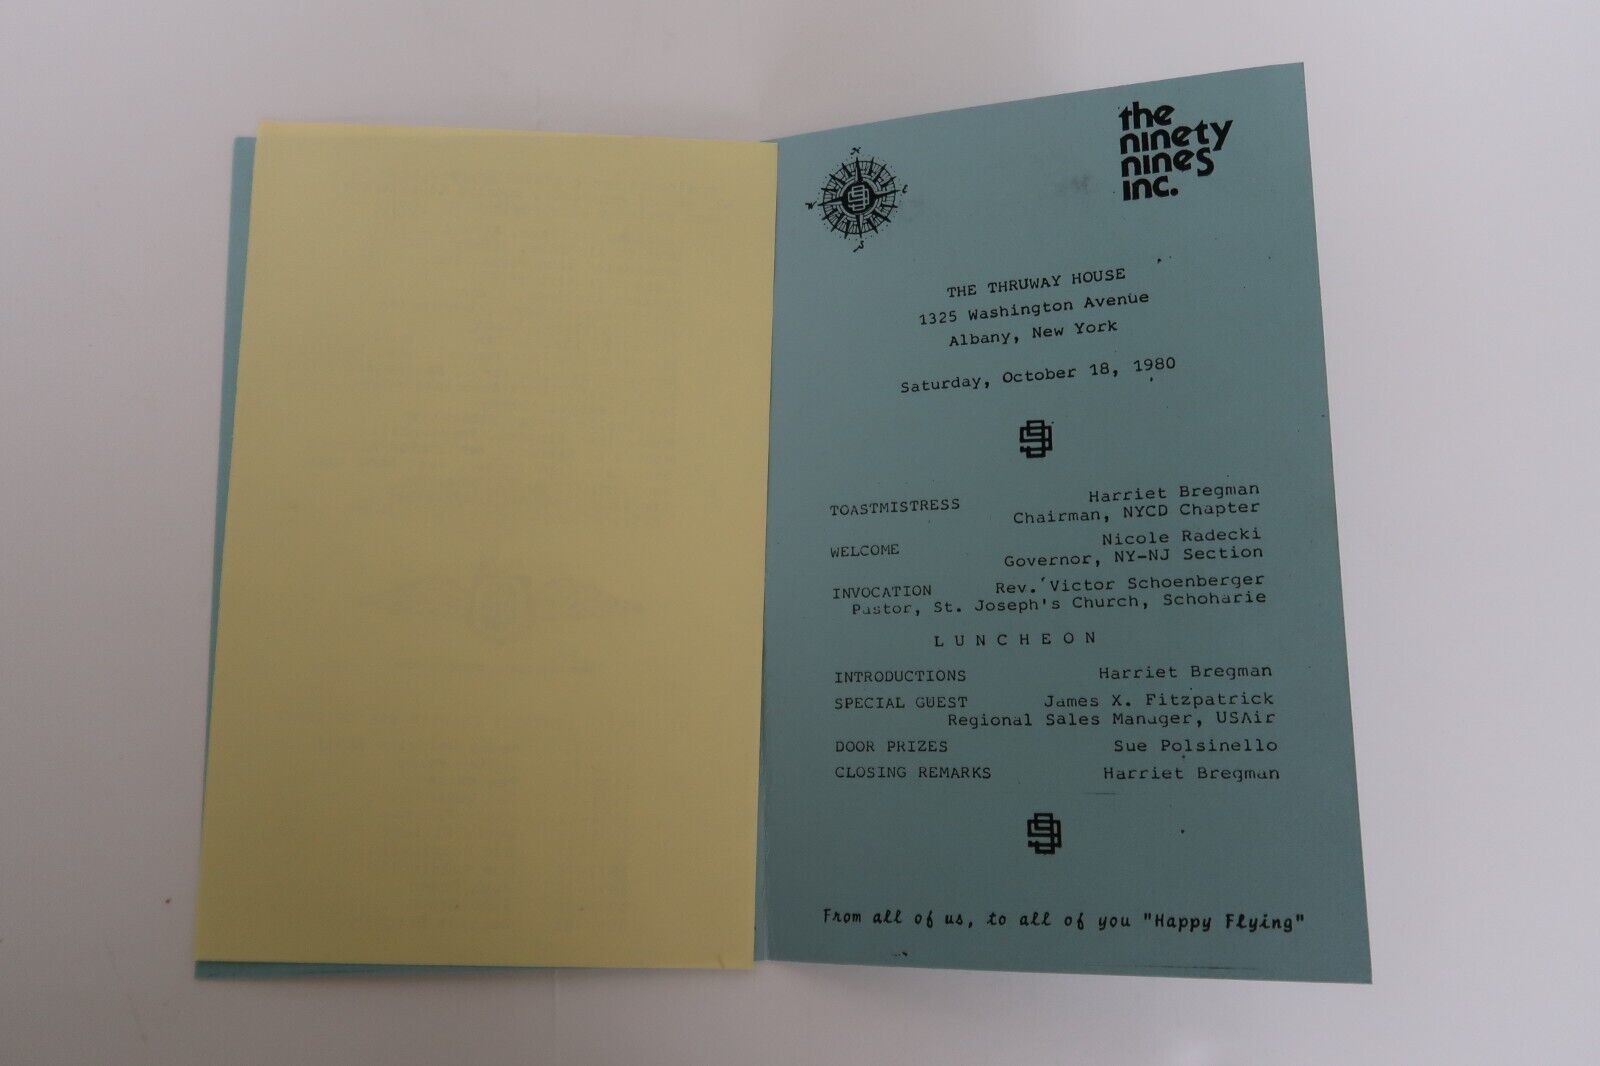 the
ninety
nines
inc.
N
W
E
S
99
THE THRUWAY HOUSE
1325 Washington Avenue
Albany, New York
Saturday, October 18, 1980
99
TOASTMISTRESS Harriet Bregman
Chairman, NYCD Chapter
WELCOME Nicole Radecki
Governor, NY-NJ Section
INVOCATION Rev. Victor Schoenberger
Pastor, St. Joseph's Church, Schoharie
LUNCHEON
INTRODUCTIONS Harriet Bregman
SPECIAL GUEST James X. Fitzpatrick
Regional Sales Manager, USAir
DOOR PRIZES Sue Polsinello
CLOSING REMARKS Harriet Bregman
99
From all of us, to all of you "Happy Flying"